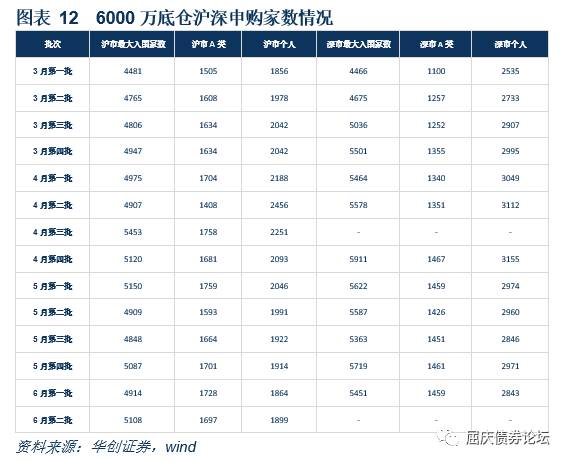 图表 12 6000 万底仓沪深申购家数情况
批次 沪市最大入围家数 沪市 A 类 沪市个人 深市最大入围家数 深市 A 类 深市个人
3 月第一批 4481 1505 1856 4466 1100 2535
3 月第二批 4765 1608 1978 4675 1257 2733
3 月第三批 4806 1634 2042 5036 1252 2907
3 月第四批 4947 1634 2042 5501 1355 2995
4 月第一批 4975 1704 2188 5464 1340 3049
4 月第二批 4907 1408 2456 5578 1351 3112
4 月第三批 5453 1758 2251 - - -
4 月第四批 5120 1681 2093 5911 1467 3155
5 月第一批 5150 1759 2046 5622 1459 2974
5 月第二批 4909 1593 1991 5587 1426 2960
5 月第三批 4848 1664 1922 5363 1451 2846
5 月第四批 5087 1701 1914 5719 1461 2971
6 月第一批 4914 1728 1864 5451 1459 2843
6 月第二批 5108 1697 1899 - - -
资料来源：华创证券，wind
屈庆债券论坛